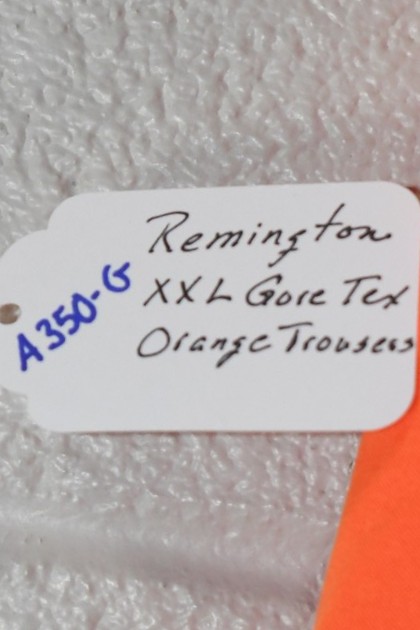 A350-G
Remington
XXL Gore Tex
Orange Trousers